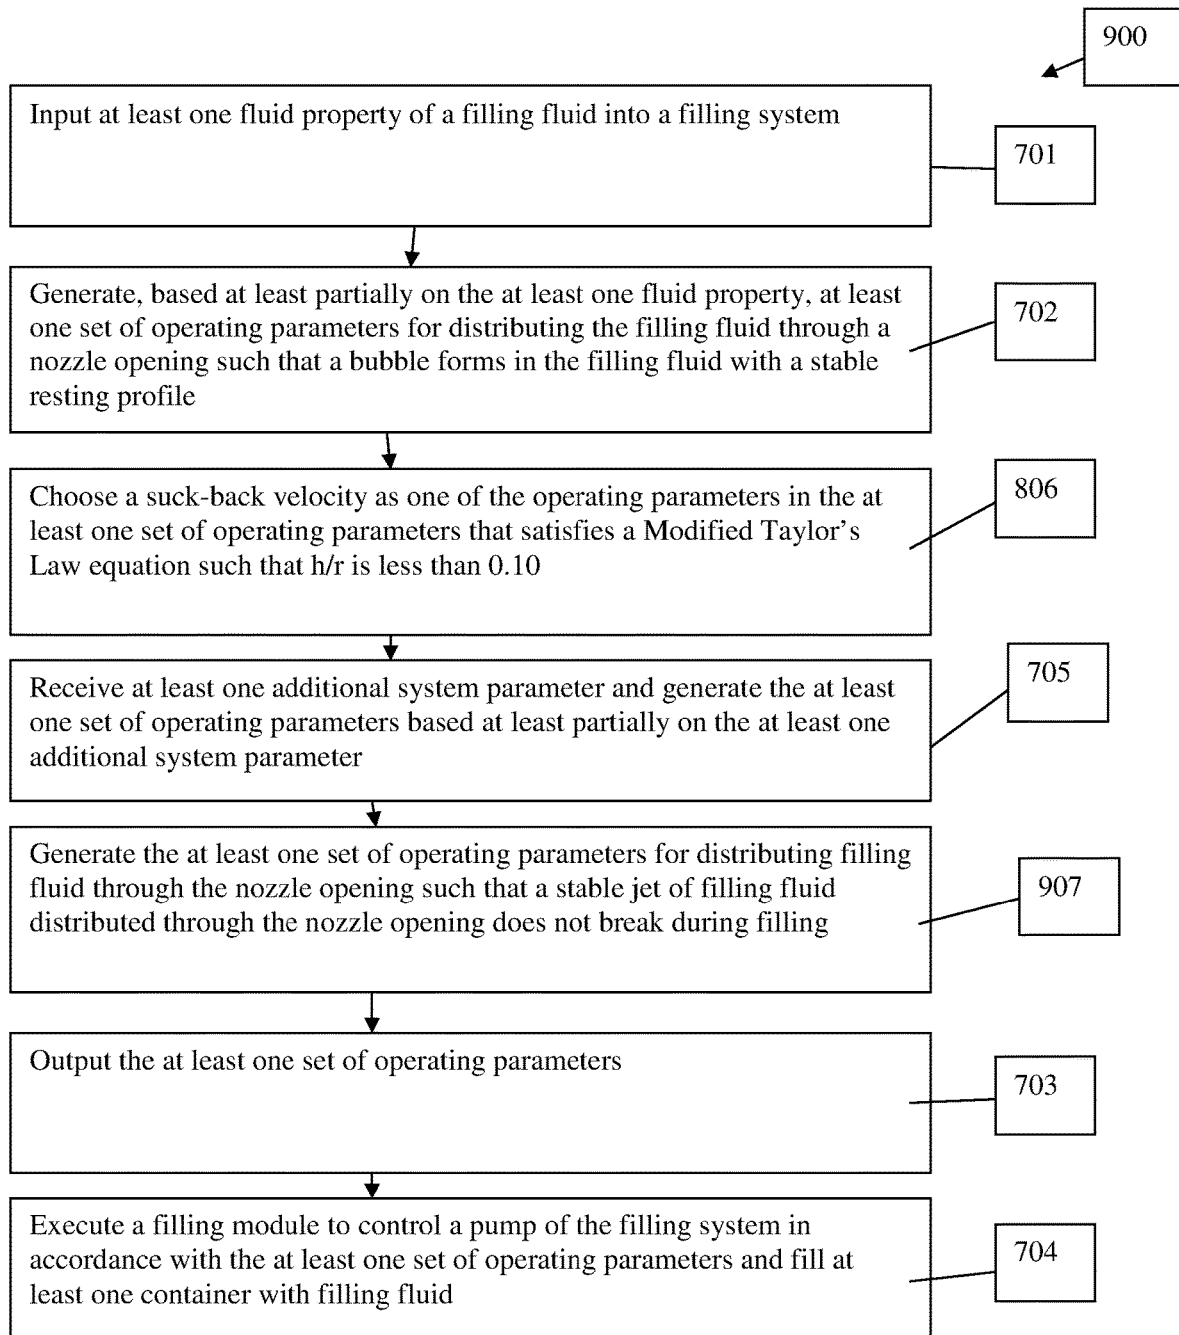 900
Input at least one fluid property of a filling fluid into a filling system
701
Generate, based at least partially on the at least one fluid property, at least
one set of operating parameters for distributing the filling fluid through a
nozzle opening such that a bubble forms in the filling fluid with a stable
resting profile
702
Choose a suck-back velocity as one of the operating parameters in the at
least one set of operating parameters that satisfies a Modified Taylor's
Law equation such that h/r is less than 0.10
806
Receive at least one additional system parameter and generate the at least
one set of operating parameters based at least partially on the at least one
additional system parameter
705
Generate the at least one set of operating parameters for distributing filling
fluid through the nozzle opening such that a stable jet of filling fluid
distributed through the nozzle opening does not break during filling
907
Output the at least one set of operating parameters
703
Execute a filling module to control a pump of the filling system in
accordance with the at least one set of operating parameters and fill at
least one container with filling fluid
704